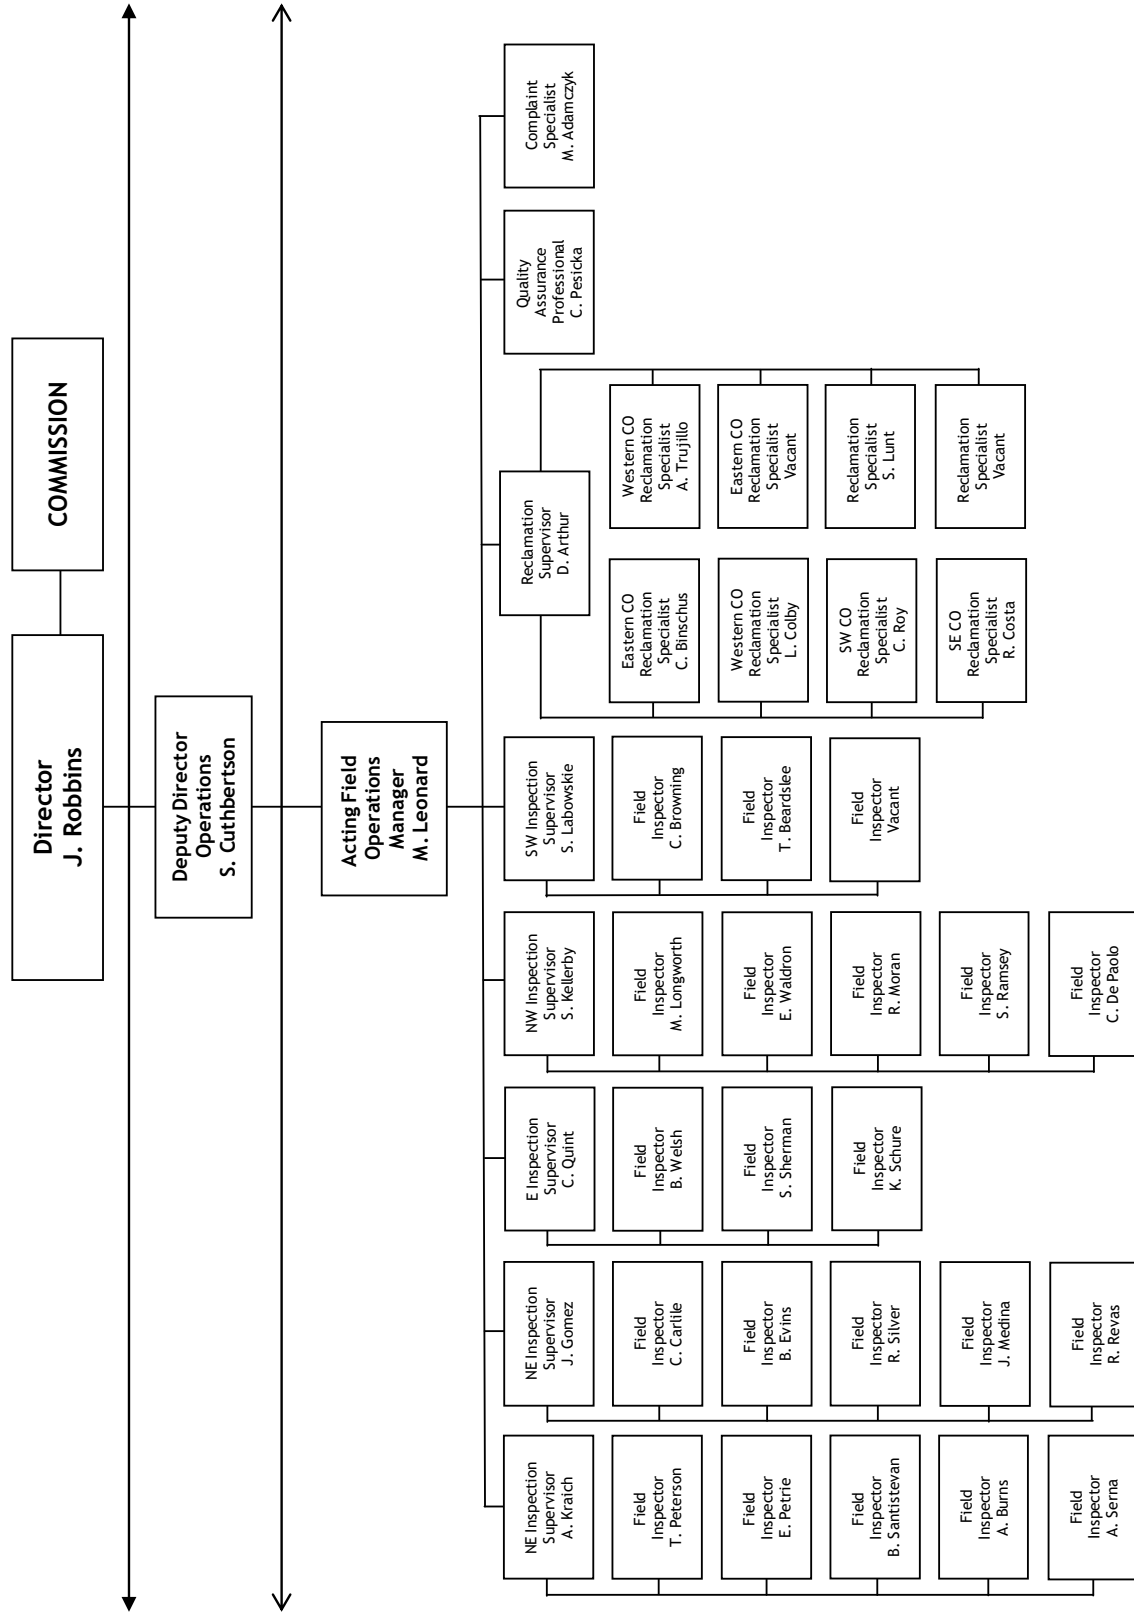 COMMISSION
Director
J. Robbins
Deputy Director
Operations
S. Cuthbertson
Acting Field
Operations
Manager
M. Leonard
NE Inspection
Supervisor
A. Kraich
Field
Inspector
T. Peterson
Field
Inspector
E. Petrie
Field
Inspector
B. Santistevan
Field
Inspector
A. Burns
Field
Inspector
A. Serna
NE Inspection
Supervisor
J. Gomez
Field
Inspector
C. Carlile
Field
Inspector
B. Evins
Field
Inspector
R. Silver
Field
Inspector
J. Medina
Field
Inspector
R. Revas
E Inspection
Supervisor
C. Quint
Field
Inspector
B. Welsh
Field
Inspector
S. Sherman
Field
Inspector
K. Schure
NW Inspection
Supervisor
S. Kellerby
Field
Inspector
M. Longworth
Field
Inspector
E. Waldron
Field
Inspector
R. Moran
Field
Inspector
S. Ramsey
Field
Inspector
C. De Paolo
SW Inspection
Supervisor
S. Labowskie
Field
Inspector
C. Browning
Field
Inspector
T. Beardslee
Field
Inspector
Vacant
Reclamation
Supervisor
D. Arthur
Eastern CO
Reclamation
Specialist
C. Binschus
Western CO
Reclamation
Specialist
L. Colby
SW CO
Reclamation
Specialist
C. Roy
SE CO
Reclamation
Specialist
R. Costa
Western CO
Reclamation
Specialist
A. Trujillo
Eastern CO
Reclamation
Specialist
Vacant
Reclamation
Specialist
S. Lunt
Reclamation
Specialist
Vacant
Quality
Assurance
Professional
C. Pesicka
Complaint
Specialist
M. Adamczyk